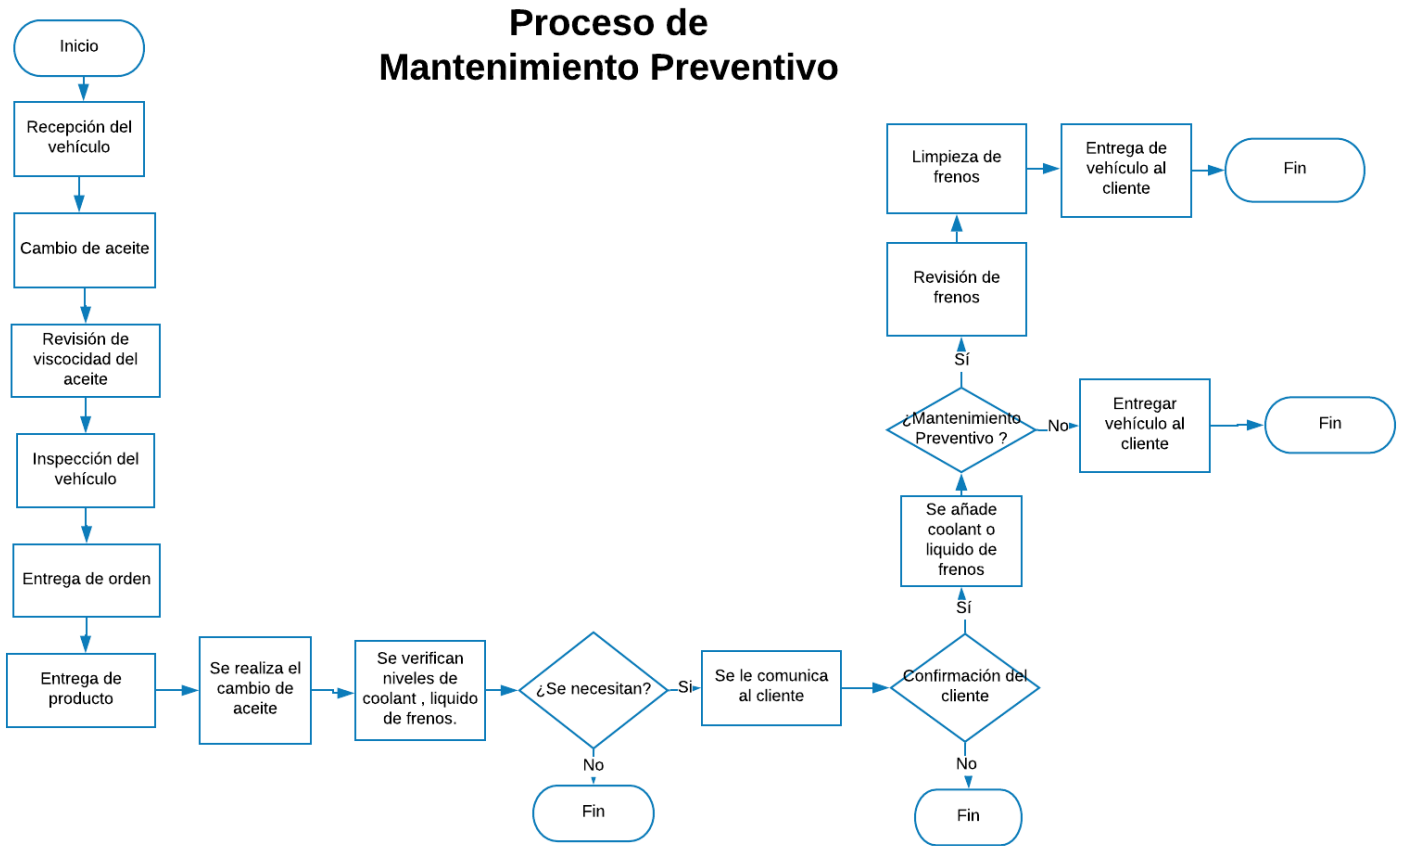 Proceso de
Mantenimiento Preventivo
Inicio
Recepción del
vehículo
Cambio de aceite
Revisión de
viscocidad del
aceite
Inspección del
vehículo
Entrega de orden
Entrega de
producto
Se realiza el
cambio de
aceite
Se verifican
niveles de
coolant , liquido
de frenos.
¿Se necesitan?
No
Fin
Si
Se le comunica
al cliente
Confirmación del
cliente
No
Fin
Sí
Se añade
coolant o
liquido de
frenos
¿Mantenimiento
Preventivo ?
No
Entregar
vehículo al
cliente
Fin
Sí
Revisión de
frenos
Limpieza de
frenos
Entrega de
vehículo al
cliente
Fin